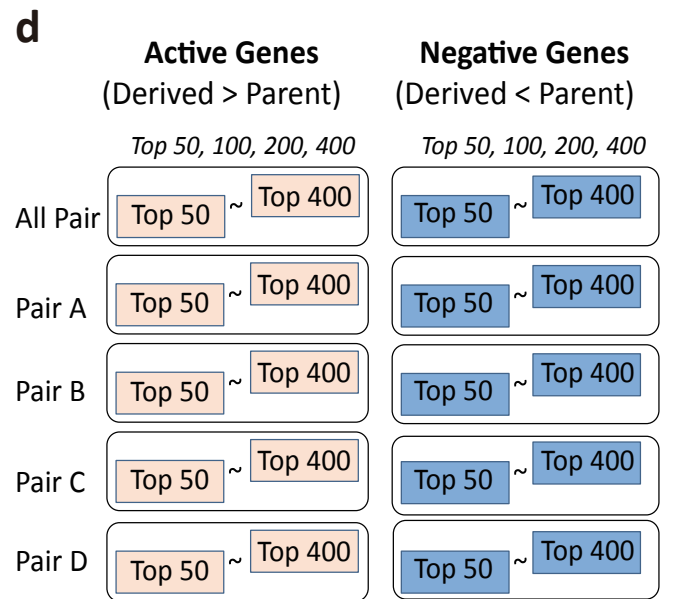 d
Active Genes
(Derived > Parent)
Negative Genes
(Derived < Parent)
Top 50, 100, 200, 400
Top 50, 100, 200, 400
All Pair
Top 50 ~ Top 400
Top 50 ~ Top 400
Pair A
Top 50 ~ Top 400
Top 50 ~ Top 400
Pair B
Top 50 ~ Top 400
Top 50 ~ Top 400
Pair C
Top 50 ~ Top 400
Top 50 ~ Top 400
Pair D
Top 50 ~ Top 400
Top 50 ~ Top 400